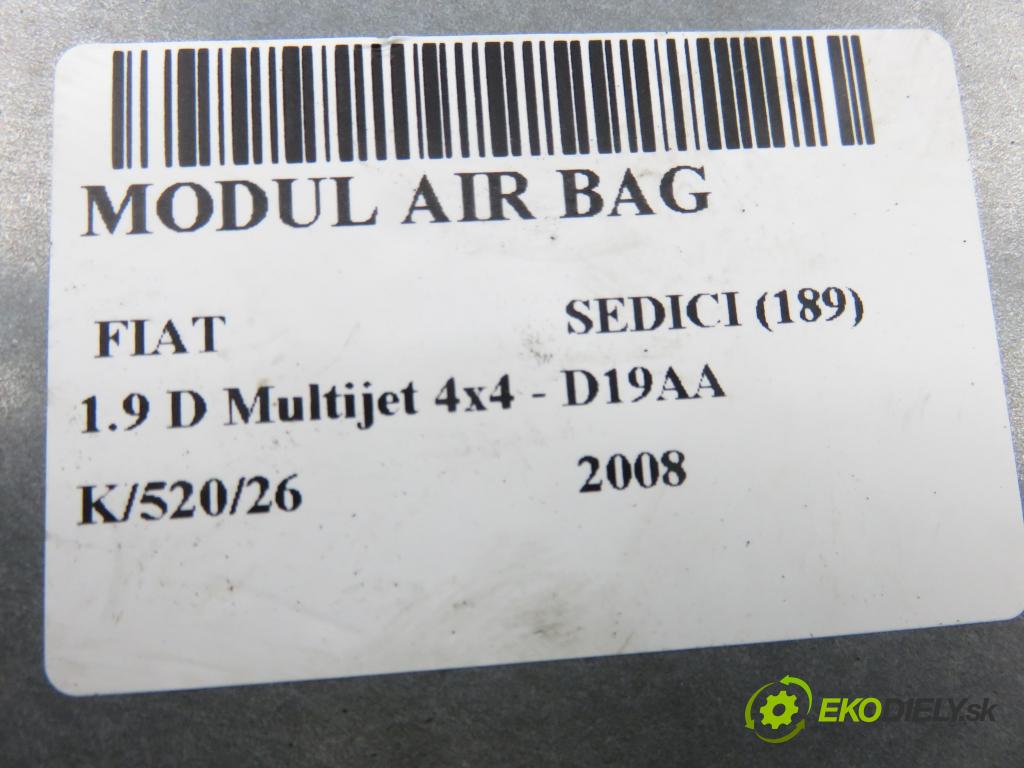 MODUL AIR BAG
FIAT SEDICI (189)
1.9 D Multijet 4x4 - D19AA
K/520/26 2008
EKODIELY.sk